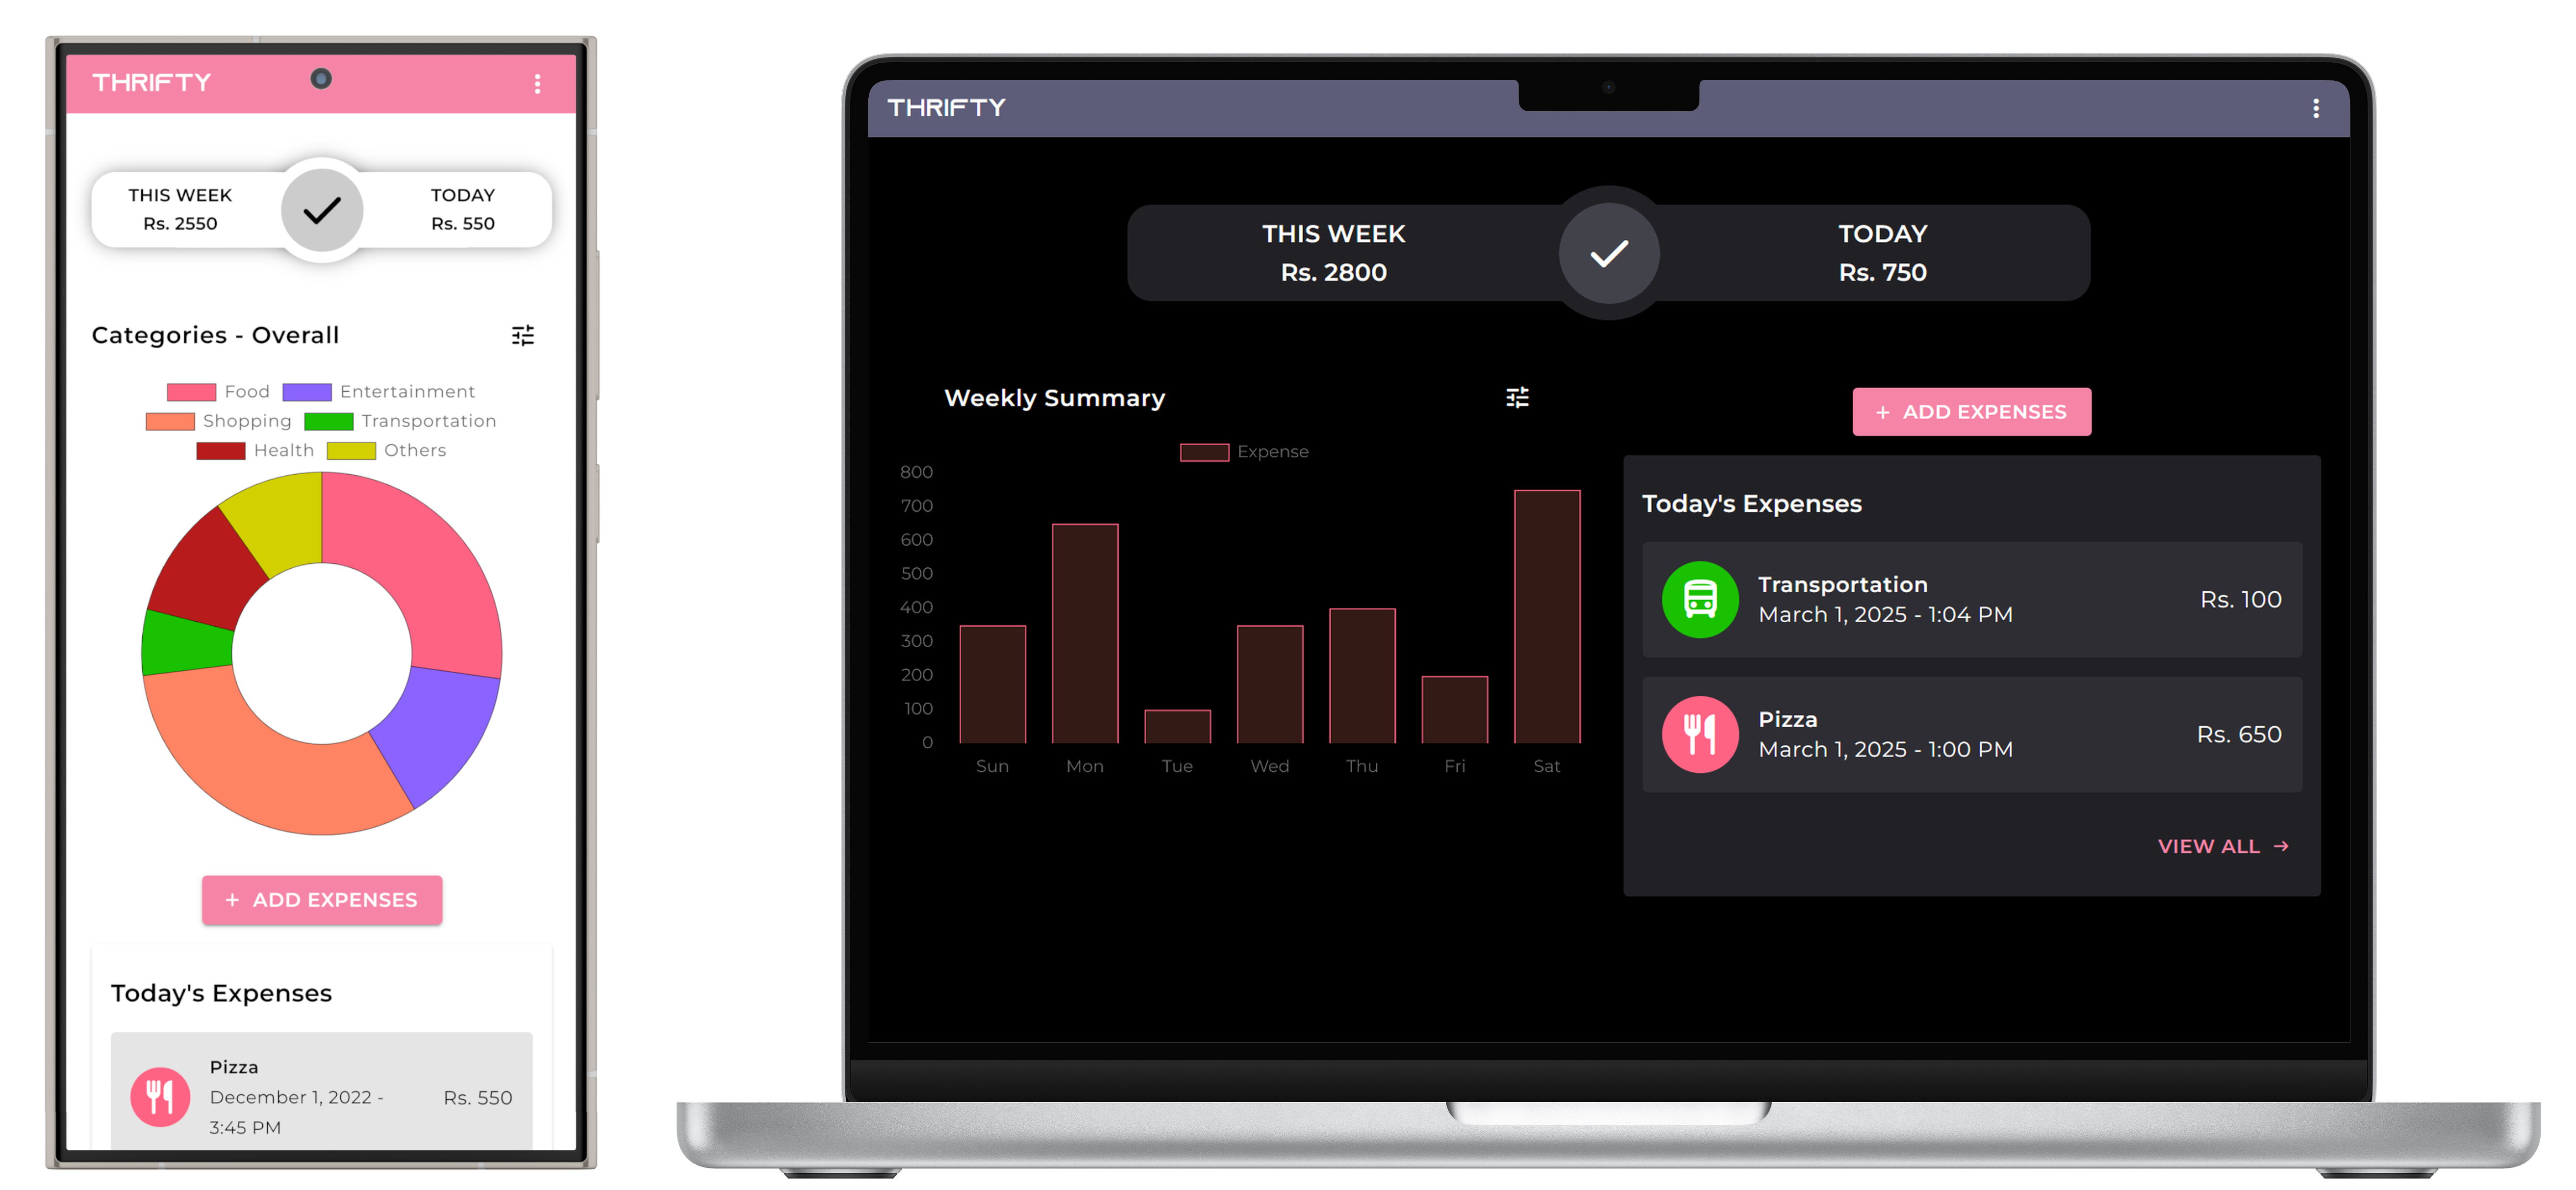 THRIFTY
THIS WEEK
Rs. 2550
TODAY
Rs. 550
Categories - Overall
Food Entertainment
Shopping Transportation
Health Others
+ ADD EXPENSES
Today's Expenses
Pizza
December 1, 2022 -
3:45 PM
Rs. 550
THRIFTY
THIS WEEK
Rs. 2800
TODAY
Rs. 750
Weekly Summary
Expense
800
700
600
500
400
300
200
100
0
Sun Mon Tue Wed Thu Fri Sat
+ ADD EXPENSES
Today's Expenses
Transportation
March 1, 2025 - 1:04 PM
Rs. 100
Pizza
March 1, 2025 - 1:00 PM
Rs. 650
VIEW ALL →